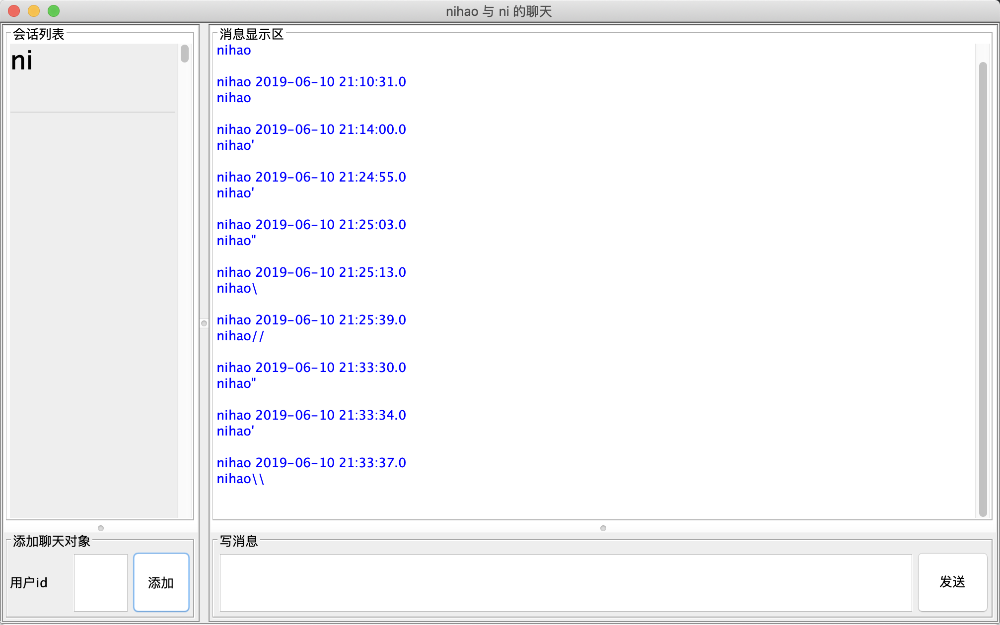 nihao 与 ni 的聊天
会话列表
ni
消息显示区
nihao
nihao 2019-06-10 21:10:31.0
nihao
nihao 2019-06-10 21:14:00.0
nihao'
nihao 2019-06-10 21:24:55.0
nihao'
nihao 2019-06-10 21:25:03.0
nihao"
nihao 2019-06-10 21:25:13.0
nihao\
nihao 2019-06-10 21:25:39.0
nihao//
nihao 2019-06-10 21:33:30.0
nihao"
nihao 2019-06-10 21:33:34.0
nihao'
nihao 2019-06-10 21:33:37.0
nihao\\
添加聊天对象
用户id
添加
写消息
发送